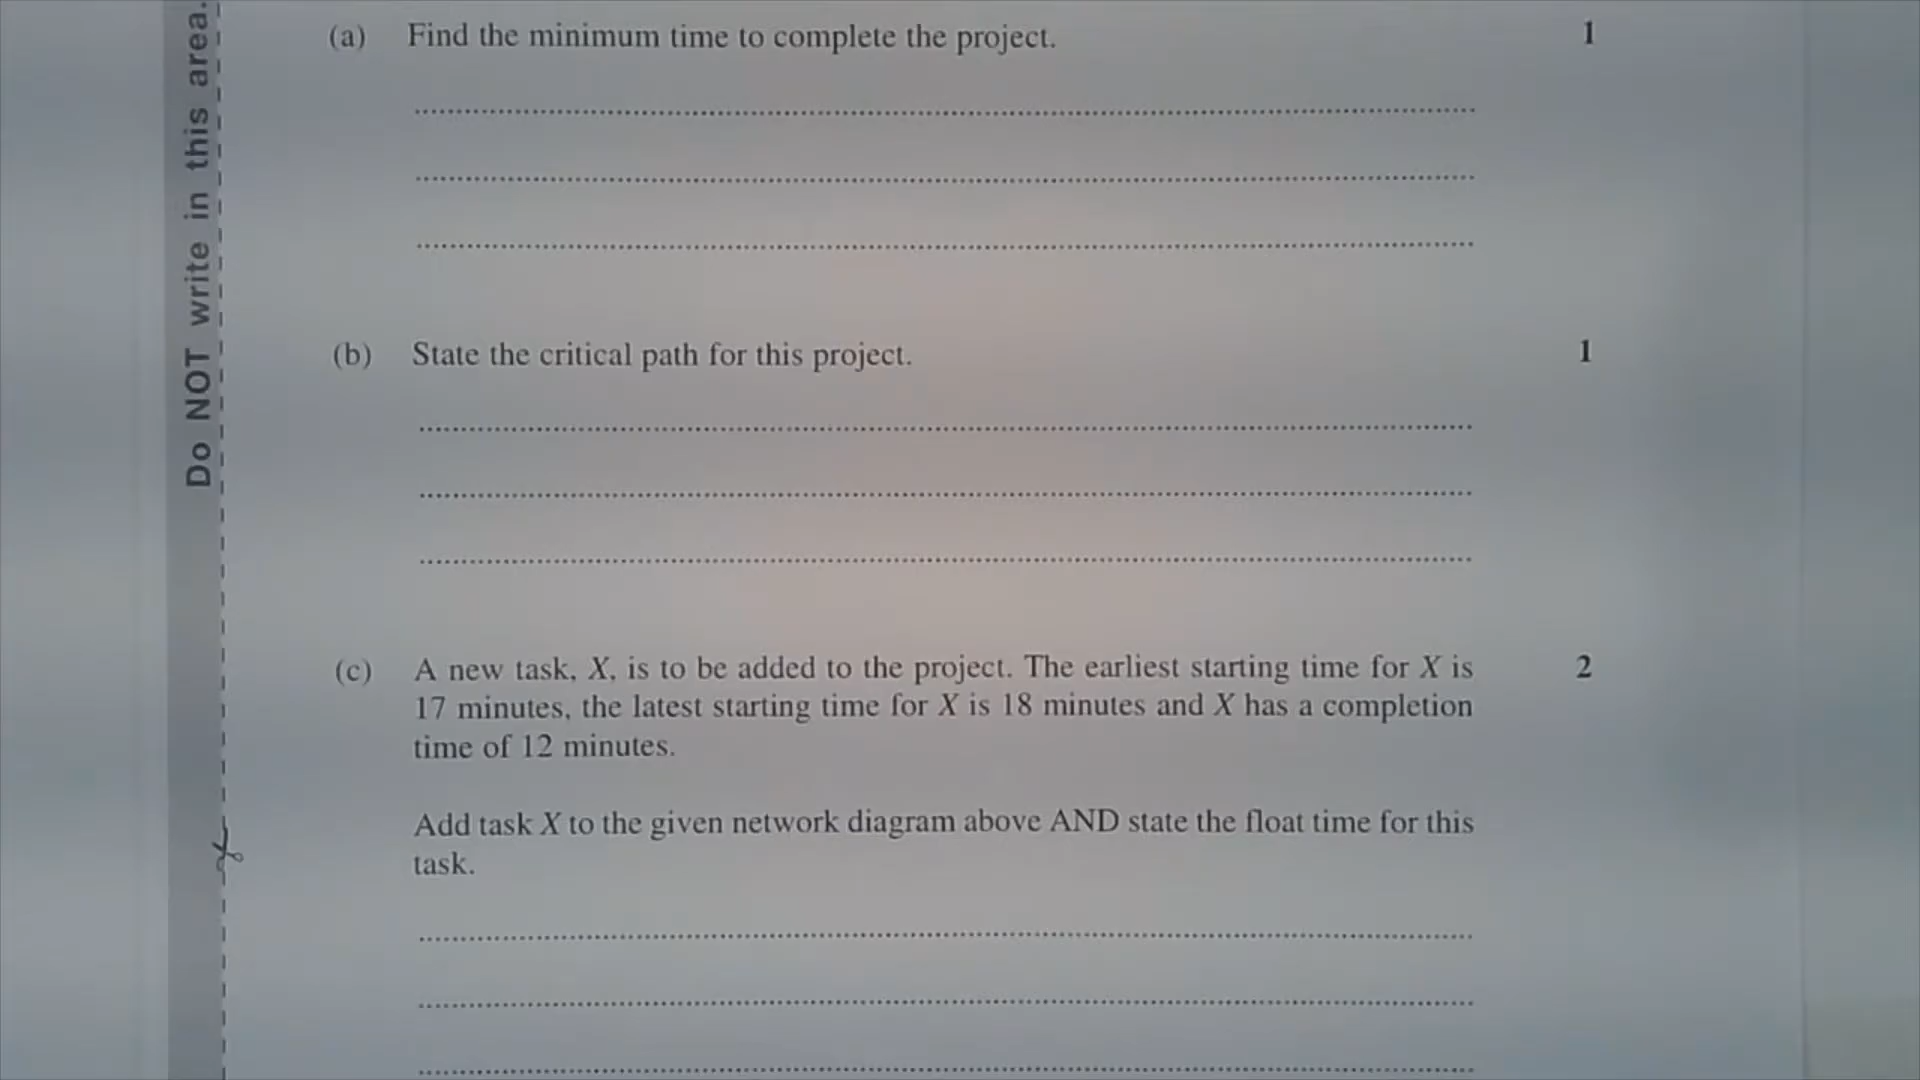 (a) Find the minimum time to complete the project. 1
(b) State the critical path for this project. 1
(c) A new task, X, is to be added to the project. The earliest starting time for X is 2
17 minutes, the latest starting time for X is 18 minutes and X has a completion
time of 12 minutes.
Add task X to the given network diagram above AND state the float time for this
task.
Do NOT write in this area.